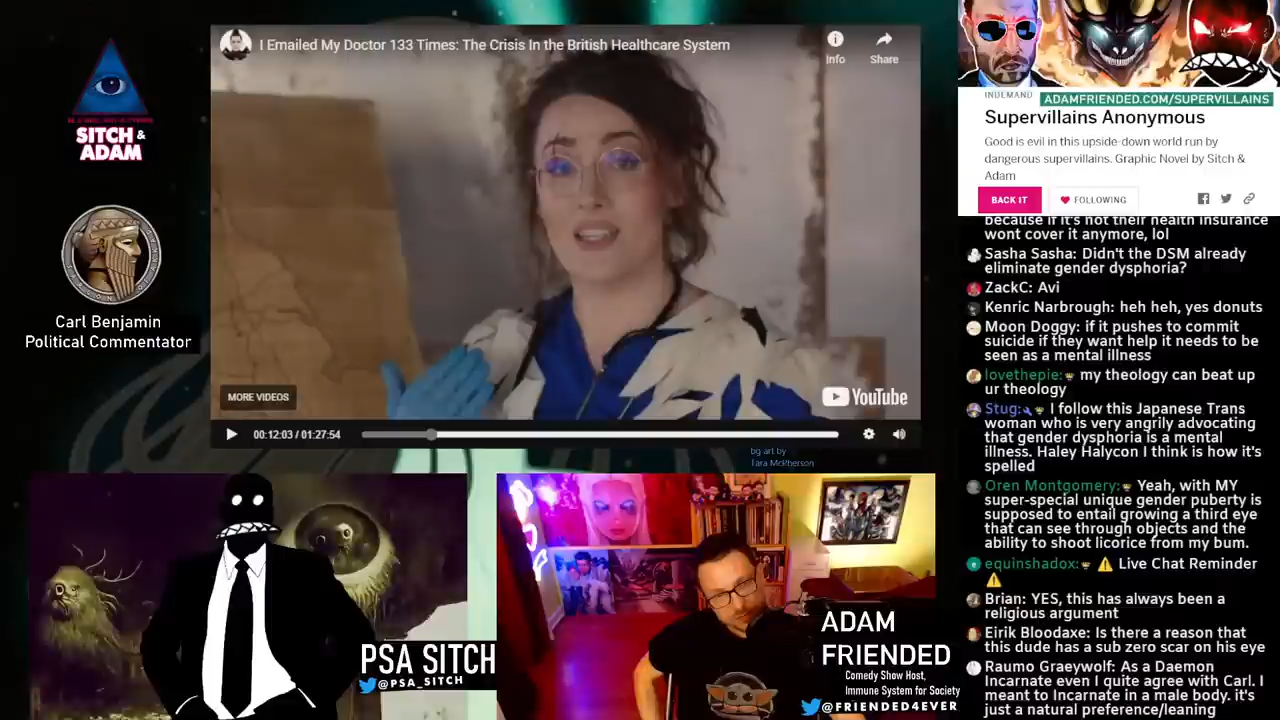 I Emailed My Doctor 133 Times: The Crisis In the British Healthcare System
Info
Share
SITCH &
ADAM
Carl Benjamin
Political Commentator
MORE VIDEOS
YouTube
00:12:03 / 01:27:54
bg art by
Tara McPherson
PSA SITCH
@PSA_SITCH
ADAM
FRIENDED
Comedy Show Host,
Immune System for Society
@FRIENDED4EVER
INDEMAND
ADAMFRIENDED.COM/SUPERVILLAINS
Supervillains Anonymous
Good is evil in this upside-down world run by
dangerous supervillains. Graphic Novel by Sitch &
Adam
BACK IT
FOLLOWING
because if it's not their health insurance
wont cover it anymore, lol
Sasha Sasha: Didn't the DSM already
eliminate gender dysphoria?
ZackC: Avi
Kenric Narbrough: heh heh, yes donuts
Moon Doggy: if it pushes to commit
suicide if they want help it needs to be
seen as a mental illness
lovethepie: my theology can beat up
ur theology
Stug: I follow this Japanese Trans
woman who is very angrily advocating
that gender dysphoria is a mental
illness. Haley Halycon I think is how it's
spelled
Oren Montgomery: Yeah, with MY
super-special unique gender puberty is
supposed to entail growing a third eye
that can see through objects and the
ability to shoot licorice from my bum.
equinshadox: ⚠ Live Chat Reminder
⚠
Brian: YES, this has always been a
religious argument
Eirik Bloodaxe: Is there a reason that
this dude has a sub zero scar on his eye
Raumo Graeywolf: As a Daemon
Incarnate even I quite agree with Carl. I
meant to Incarnate in a male body. it's
just a natural preference/leaning